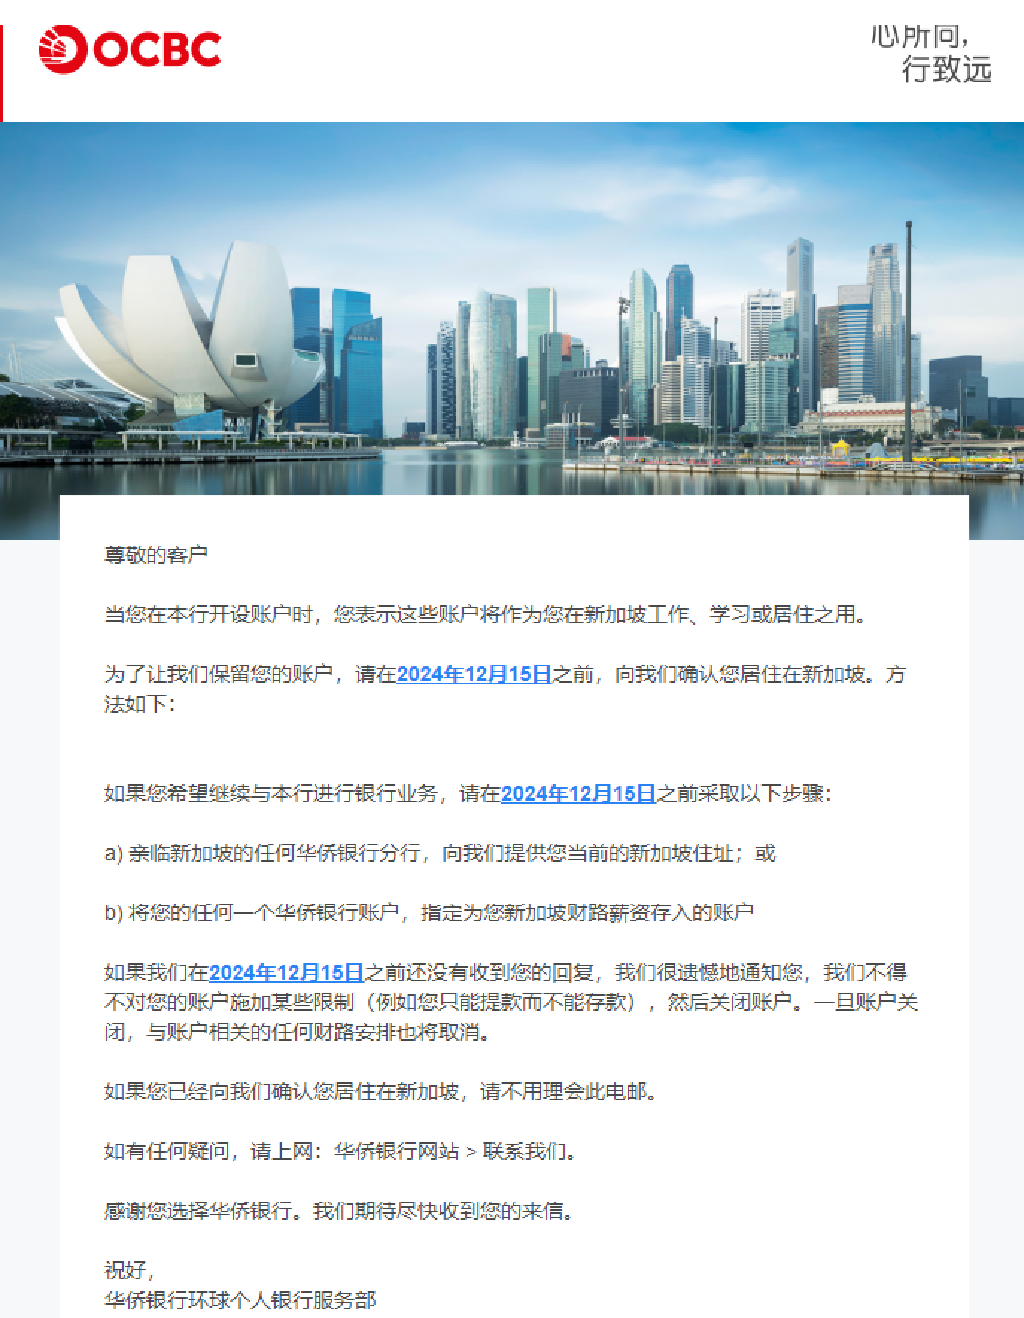 OCBC
心所向，
行致远
尊敬的客户
当您在本行开设账户时，您表示这些账户将作为您在新加坡工作、学习或居住之用。
为了让我们保留您的账户，请在2024年12月15日之前，向我们确认您居住在新加坡。方
法如下：
如果您希望继续与本行进行银行业务，请在2024年12月15日之前采取以下步骤：
a) 亲临新加坡的任何华侨银行分行，向我们提供您当前的新加坡住址；或
b) 将您的任何一个华侨银行账户，指定为您新加坡财路薪资存入的账户
如果我们在2024年12月15日之前还没有收到您的回复，我们很遗憾地通知您，我们不得
不对您的账户施加某些限制（例如您只能提款而不能存款），然后关闭账户。一旦账户关
闭，与账户相关的任何财路安排也将取消。
如果您已经向我们确认您居住在新加坡，请不用理会此电邮。
如有任何疑问，请上网：华侨银行网站 > 联系我们。
感谢您选择华侨银行。我们期待尽快收到您的来信。
祝好，
华侨银行环球个人银行服务部